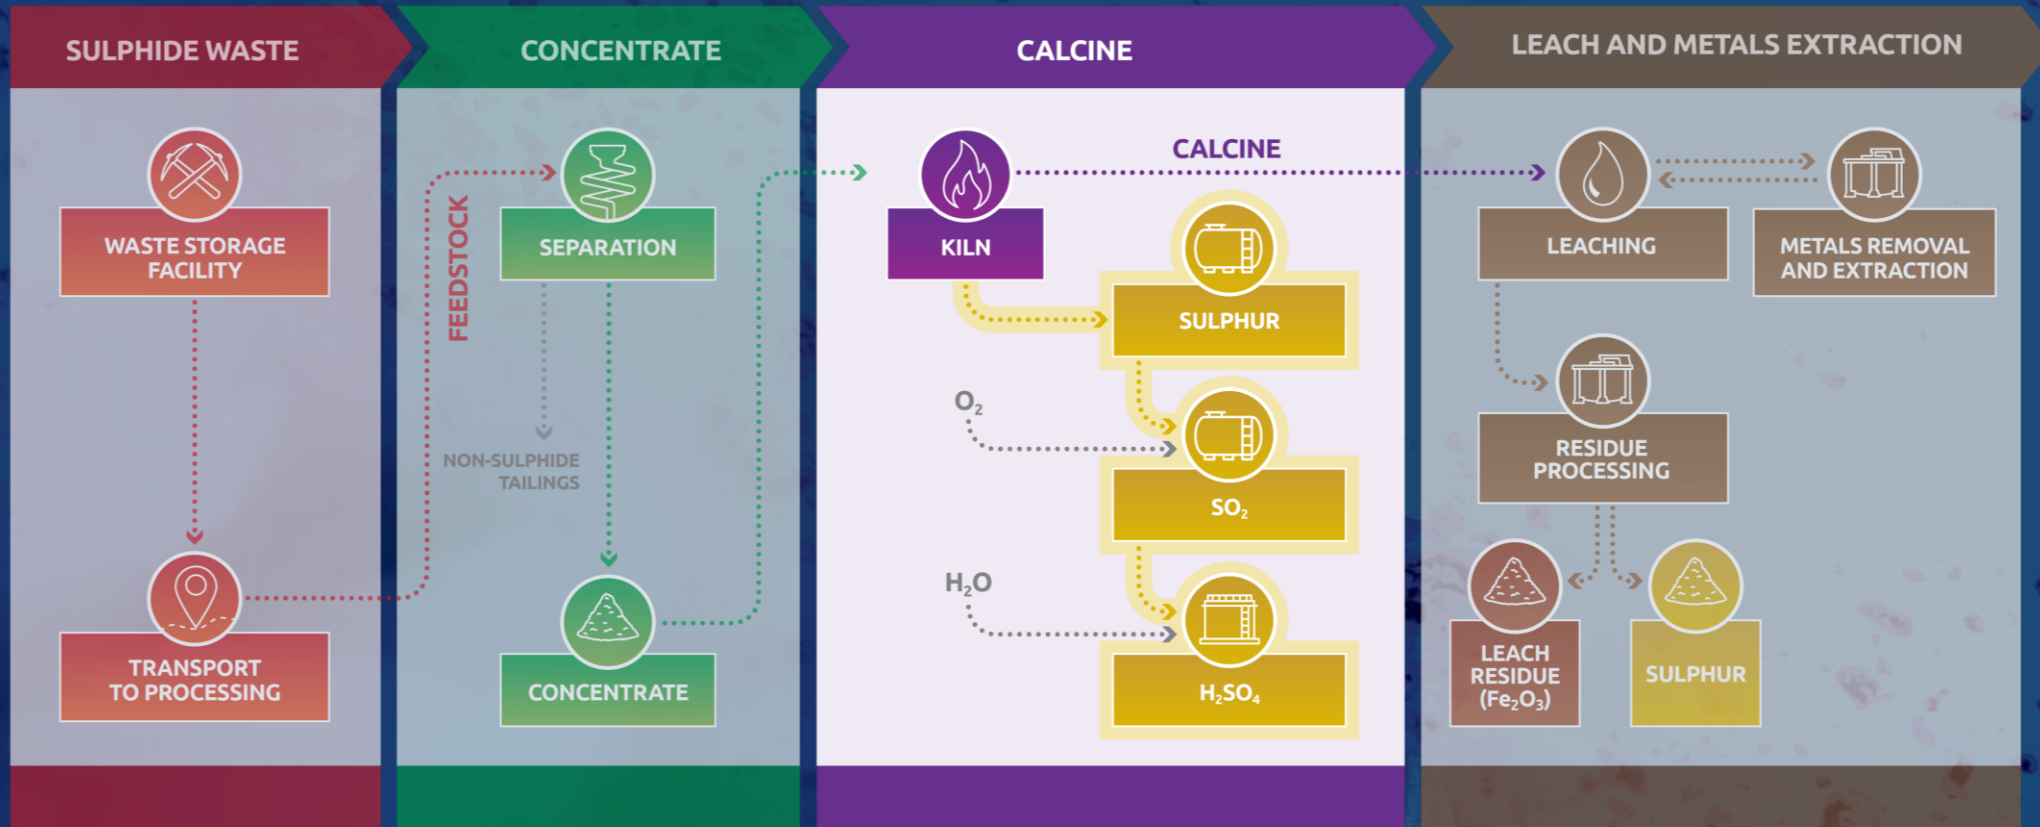 SULPHIDE WASTE
CONCENTRATE
CALCINE
LEACH AND METALS EXTRACTION
WASTE STORAGE
FACILITY
TRANSPORT
TO PROCESSING
FEEDSTOCK
SEPARATION
NON-SULPHIDE
TAILINGS
CONCENTRATE
KILN
CALCINE
SULPHUR
O₂
SO₂
H₂O
H₂SO₄
LEACHING
METALS REMOVAL
AND EXTRACTION
RESIDUE
PROCESSING
LEACH
RESIDUE
(Fe₂O₃)
SULPHUR